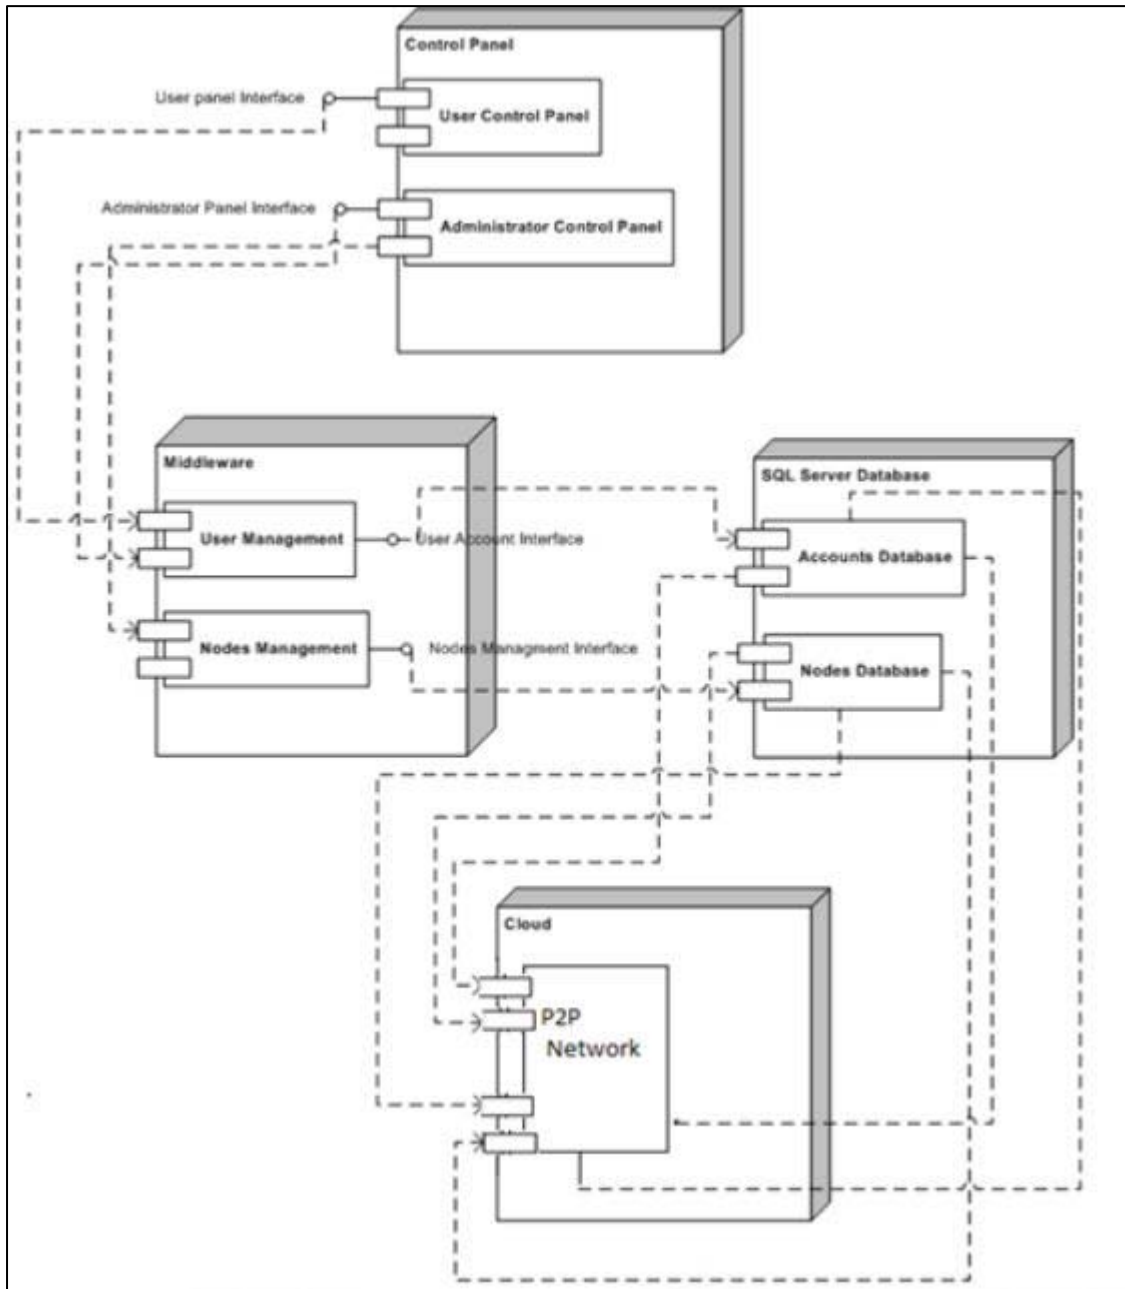 Control Panel
User panel Interface
User Control Panel
Administrator Panel Interface
Administrator Control Panel
Middleware
SQL Server Database
User Management
User Account Interface
Accounts Database
Nodes Management
Nodes Managment Interface
Nodes Database
Cloud
P2P
Network